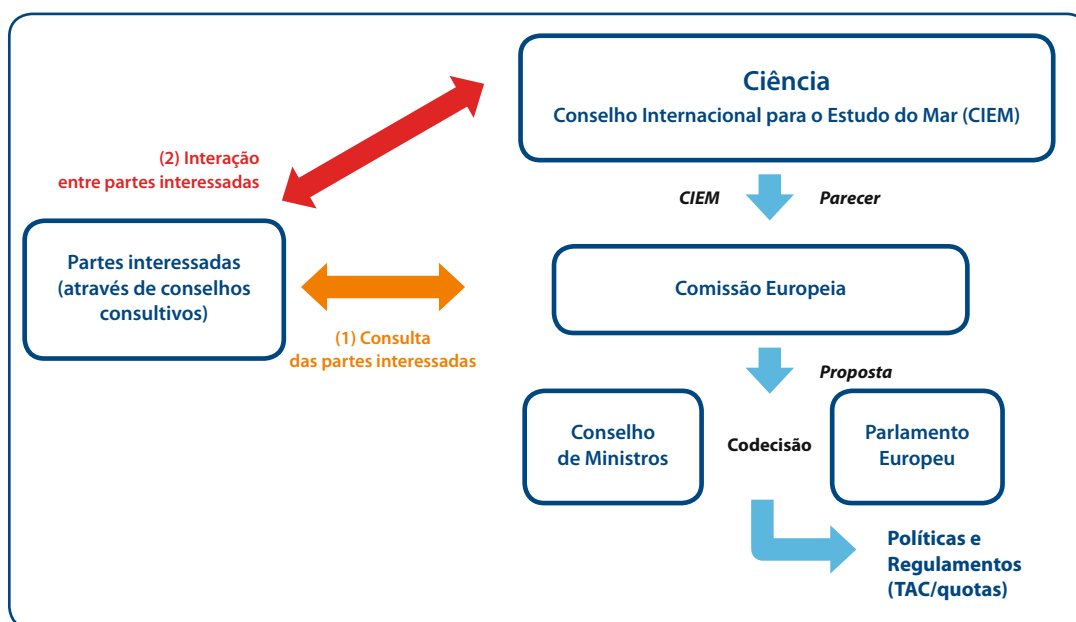 Ciência
Conselho Internacional para o Estudo do Mar (CIEM)
(2) Interação
entre partes interessadas
CIEM
Parecer
Partes interessadas
(através de conselhos
consultivos)
Comissão Europeia
(1) Consulta
das partes interessadas
Proposta
Conselho
de Ministros
Codecisão
Parlamento
Europeu
Políticas e
Regulamentos
(TAC/quotas)